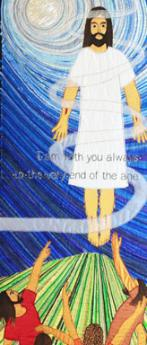 I am with you always
to the very end of the age